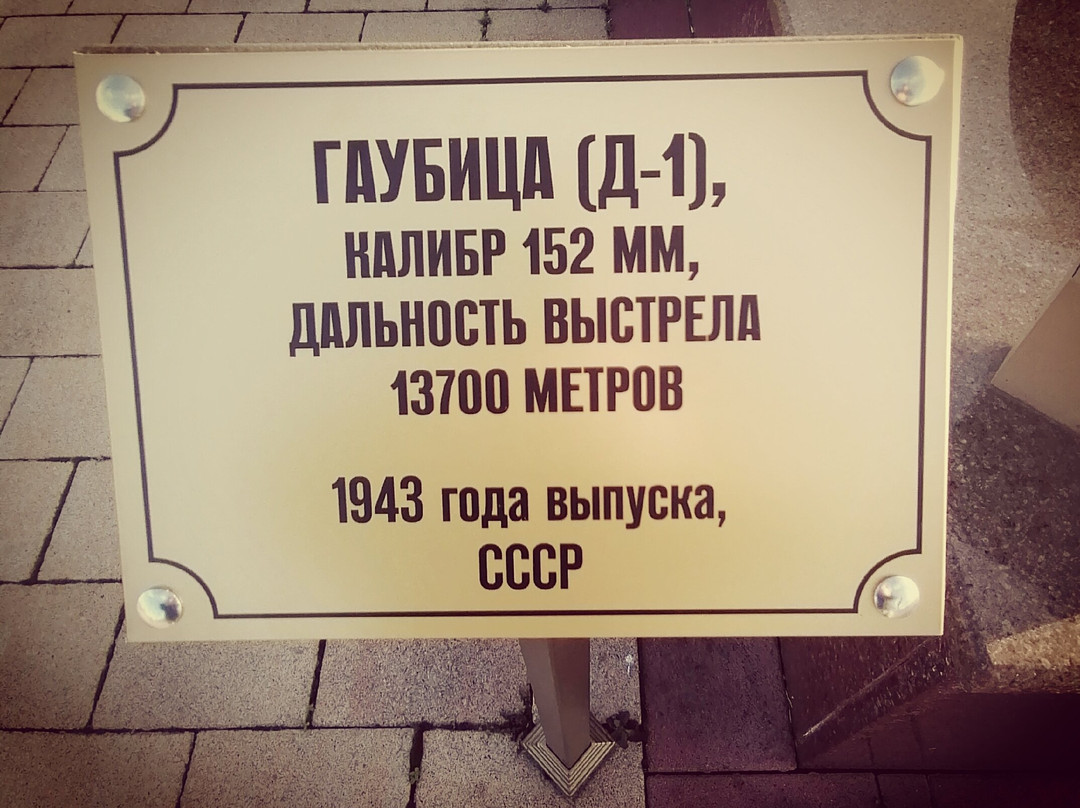 ГАУБИЦА (Д-1),
КАЛИБР 152 ММ,
ДАЛЬНОСТЬ ВЫСТРЕЛА
13700 МЕТРОВ
1943 года выпуска,
СССР